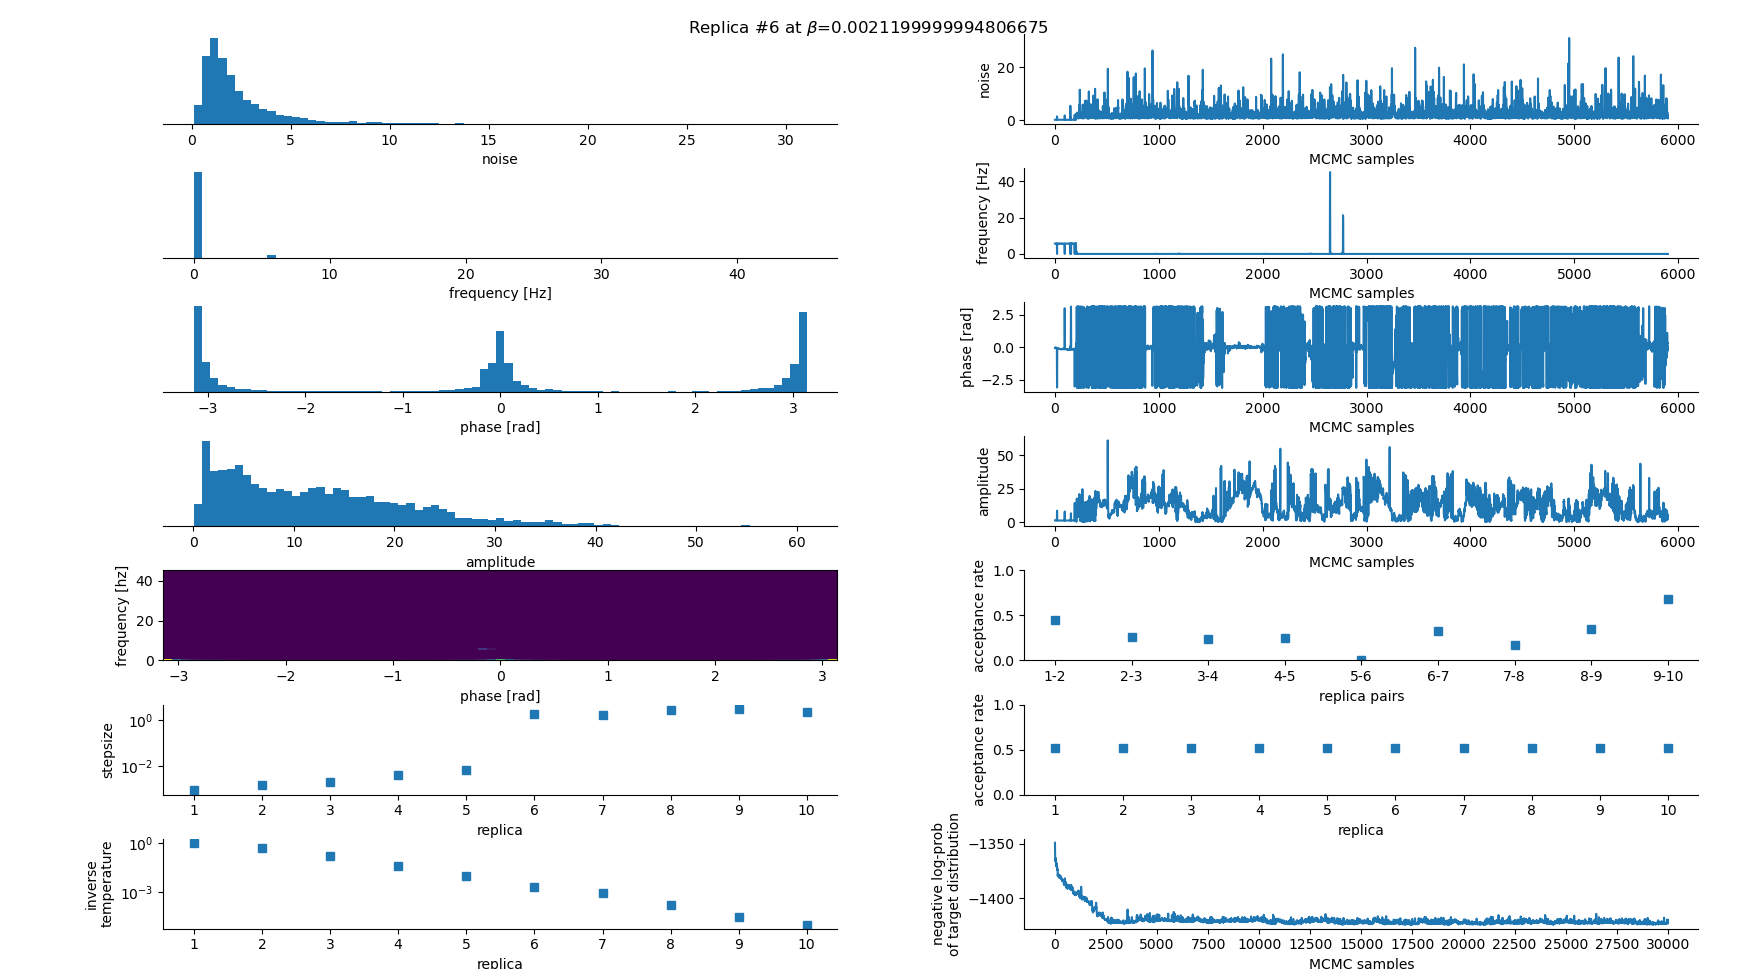 Replica #6 at β=0.0021199999994806675
0 5 10 15 20 25 30
noise
noise
20
0
0 1000 2000 3000 4000 5000 6000
MCMC samples
0 10 20 30 40
frequency [Hz]
frequency [Hz]
40
20
0
0 1000 2000 3000 4000 5000 6000
MCMC samples
−3 −2 −1 0 1 2 3
phase [rad]
phase [rad]
2.5
0.0
−2.5
0 1000 2000 3000 4000 5000 6000
MCMC samples
0 10 20 30 40 50 60
amplitude
amplitude
50
25
0
0 1000 2000 3000 4000 5000 6000
MCMC samples
frequency [hz]
40
20
0
−3 −2 −1 0 1 2 3
phase [rad]
acceptance rate
1.0
0.5
0.0
1-2 2-3 3-4 4-5 5-6 6-7 7-8 8-9 9-10
replica pairs
stepsize
10⁰
10⁻²
1 2 3 4 5 6 7 8 9 10
replica
acceptance rate
1.0
0.5
0.0
1 2 3 4 5 6 7 8 9 10
replica
inverse
temperature
10⁰
10⁻³
1 2 3 4 5 6 7 8 9 10
replica
negative log-prob
of target distribution
−1350
−1400
0 2500 5000 7500 10000 12500 15000 17500 20000 22500 25000 27500 30000
MCMC samples